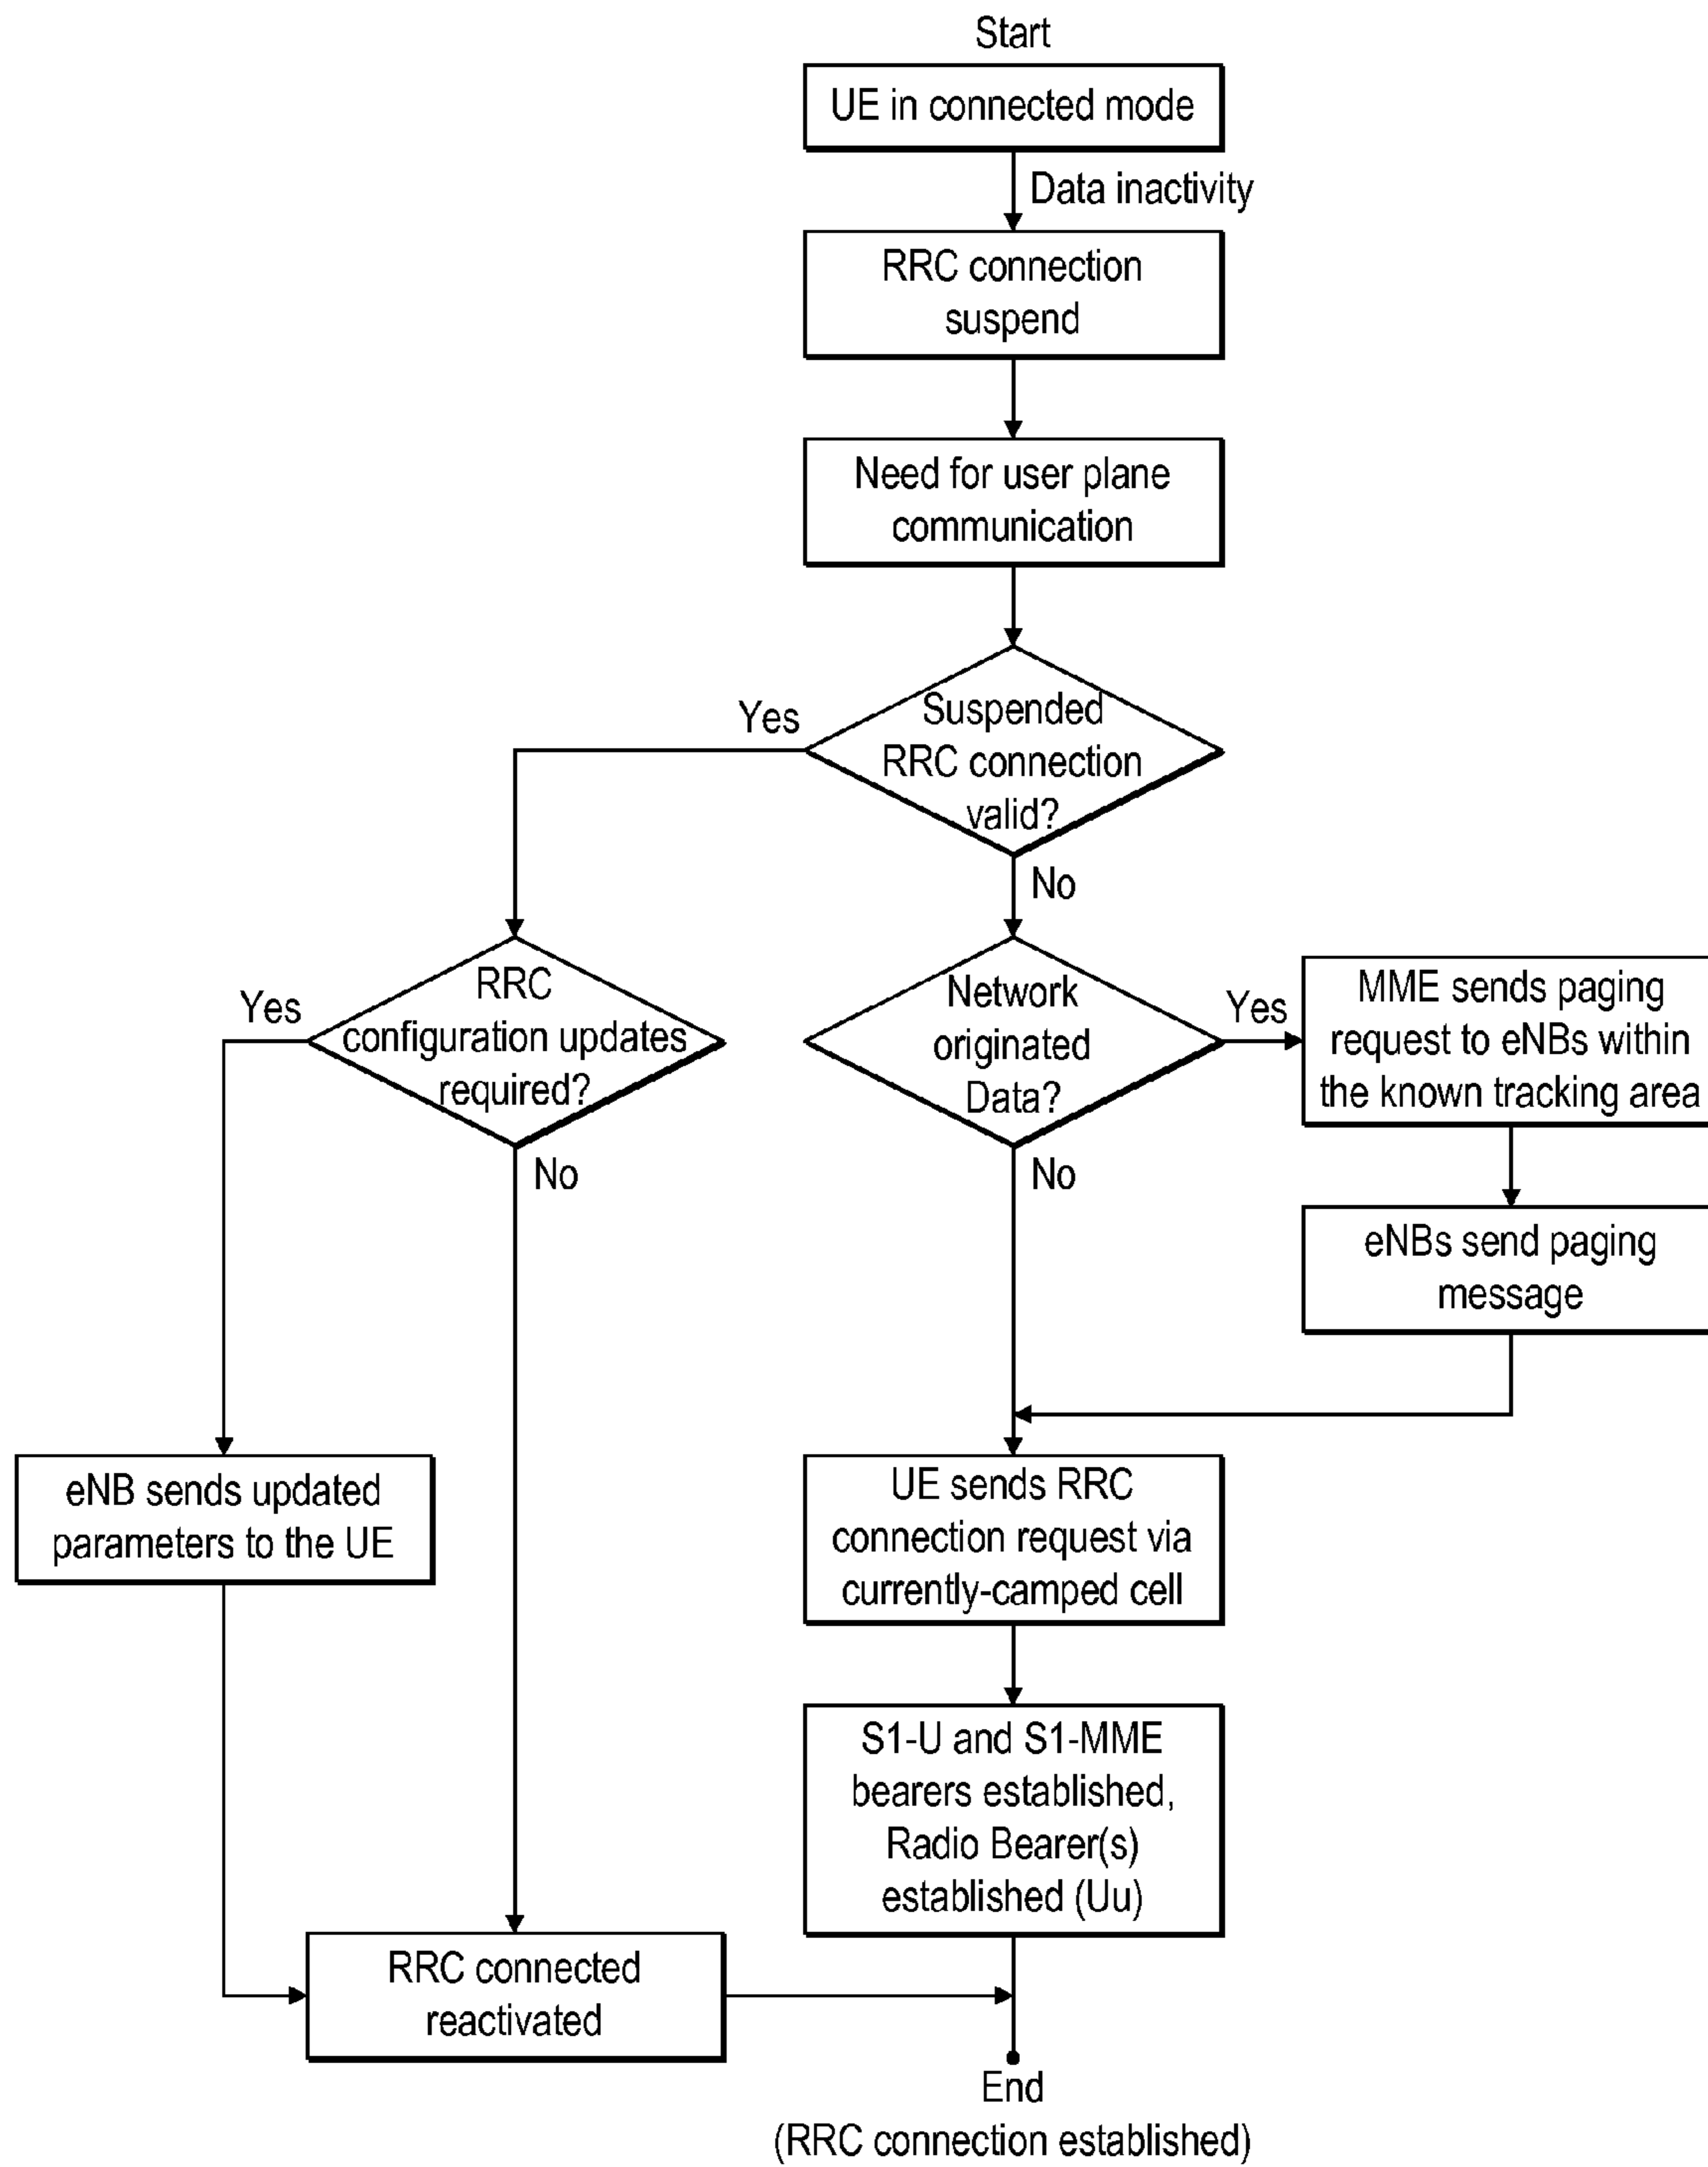 Start
UE in connected mode
Data inactivity
RRC connection
suspend
Need for user plane
communication
Suspended
RRC connection
valid?
Yes
No
RRC
configuration updates
required?
Yes
No
Network
originated
Data?
Yes
No
MME sends paging
request to eNBs within
the known tracking area
eNBs send paging
message
eNB sends updated
parameters to the UE
UE sends RRC
connection request via
currently-camped cell
S1-U and S1-MME
bearers established,
Radio Bearer(s)
established (Uu)
RRC connected
reactivated
End
(RRC connection established)